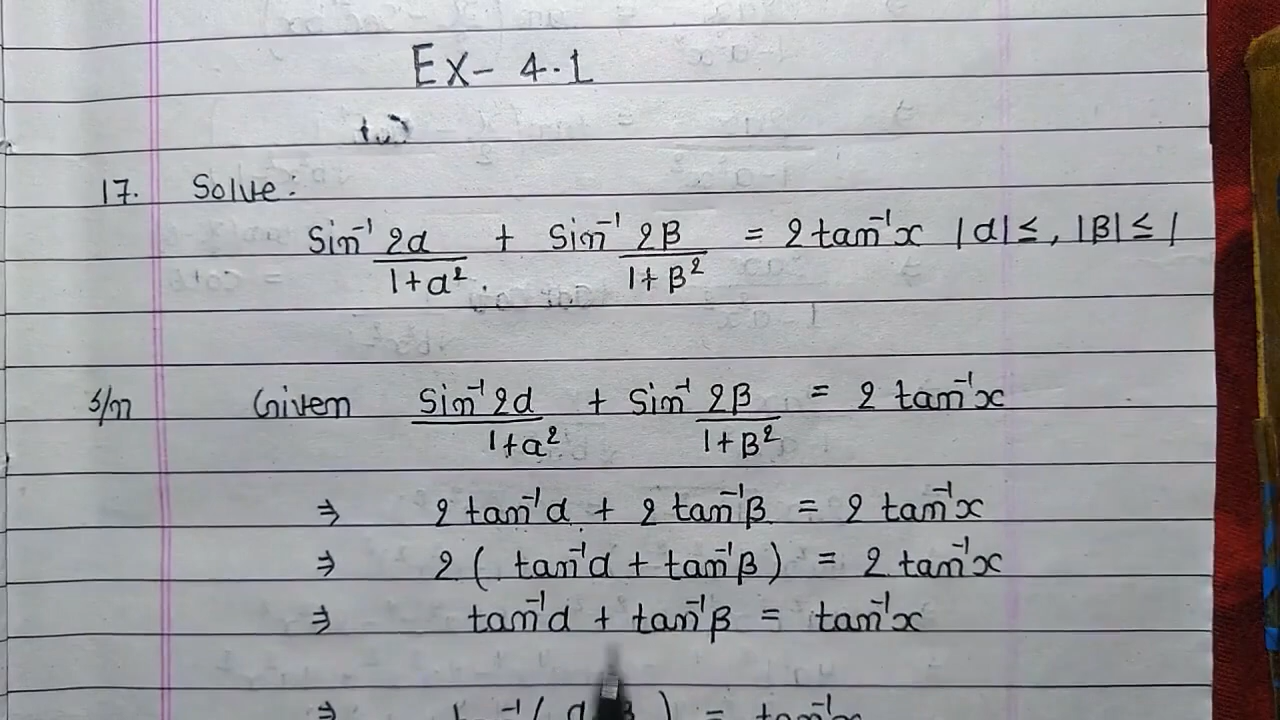 Ex- 4.1
17. Solve:
Sin⁻¹ 2α/1+α² + Sin⁻¹ 2β/1+β² = 2 tan⁻¹x |α|≤, |β|≤ 1
S/n Given Sin⁻¹ 2α/1+α² + Sin⁻¹ 2β/1+β² = 2 tan⁻¹x
⇒ 2 tan⁻¹α + 2 tan⁻¹β = 2 tan⁻¹x
⇒ 2 ( tan⁻¹α + tan⁻¹β ) = 2 tan⁻¹x
⇒ tan⁻¹α + tan⁻¹β = tan⁻¹x